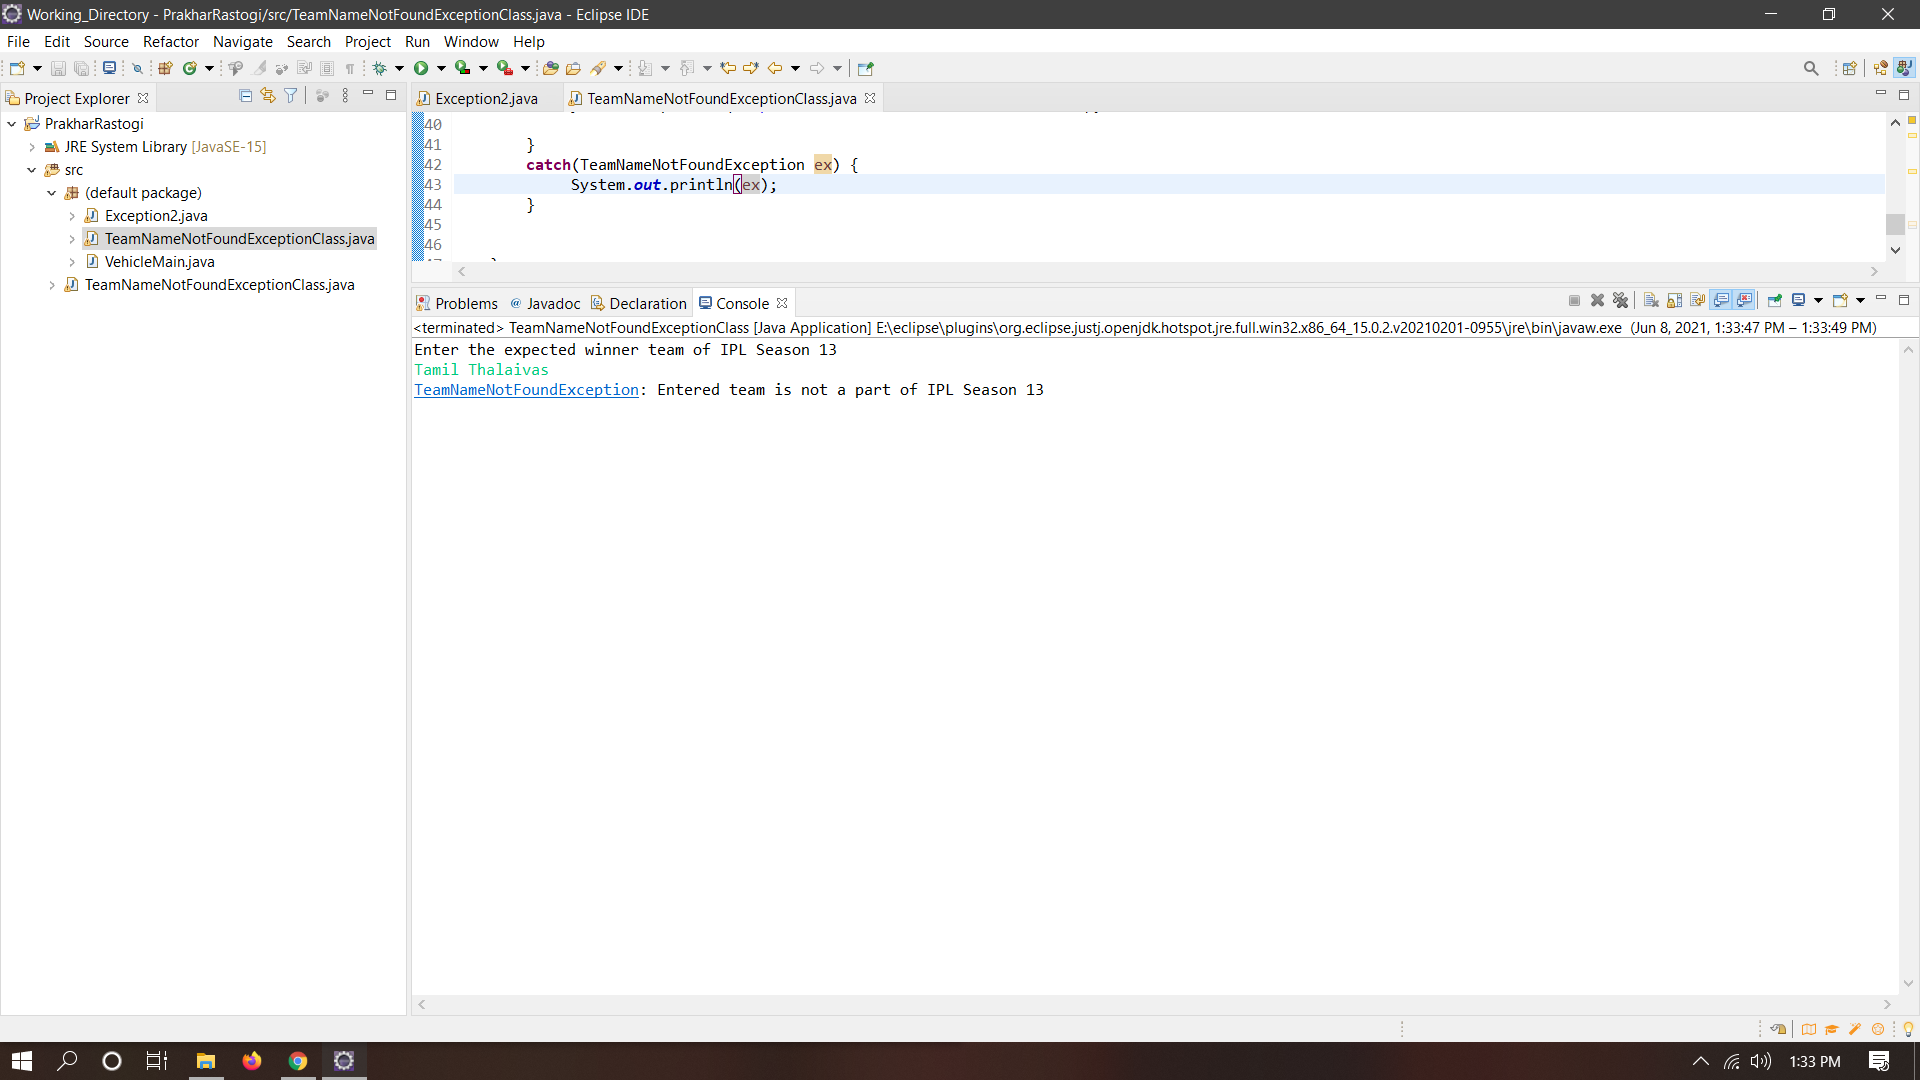 Working_Directory - PrakharRastogi/src/TeamNameNotFoundExceptionClass.java - Eclipse IDE
File Edit Source Refactor Navigate Search Project Run Window Help
Project Explorer
Exception2.java TeamNameNotFoundExceptionClass.java
PrakharRastogi
JRE System Library [JavaSE-15]
src
(default package)
Exception2.java
TeamNameNotFoundExceptionClass.java
VehicleMain.java
TeamNameNotFoundExceptionClass.java
40
41 }
42 catch(TeamNameNotFoundException ex) {
43 System.out.println(ex);
44 }
45
46
Problems @ Javadoc Declaration Console
<terminated> TeamNameNotFoundExceptionClass [Java Application] E:\eclipse\plugins\org.eclipse.justj.openjdk.hotspot.jre.full.win32.x86_64_15.0.2.v20210201-0955\jre\bin\javaw.exe (Jun 8, 2021, 1:33:47 PM – 1:33:49 PM)
Enter the expected winner team of IPL Season 13
Tamil Thalaivas
TeamNameNotFoundException: Entered team is not a part of IPL Season 13
1:33 PM